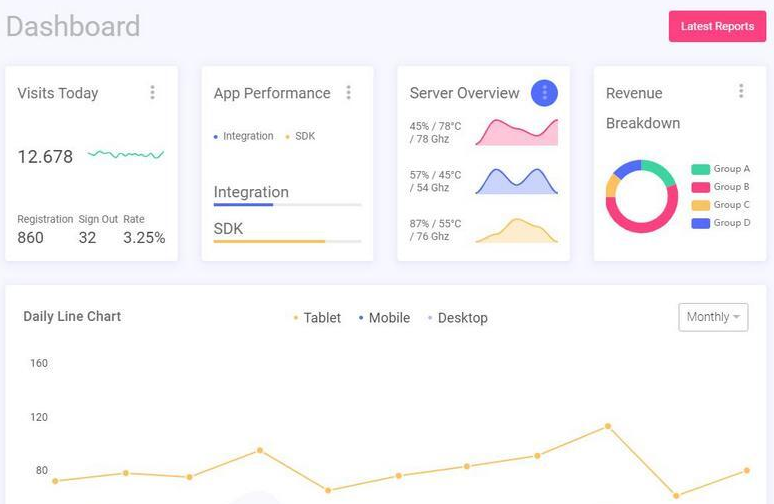 Dashboard
Latest Reports
Visits Today
12.678
Registration Sign Out Rate
860 32 3.25%
App Performance
Integration SDK
Integration
SDK
Server Overview
45% / 78°C
/ 78 Ghz
57% / 45°C
/ 54 Ghz
87% / 55°C
/ 76 Ghz
Revenue
Breakdown
Group A
Group B
Group C
Group D
Daily Line Chart
Tablet Mobile Desktop
Monthly
160
120
80